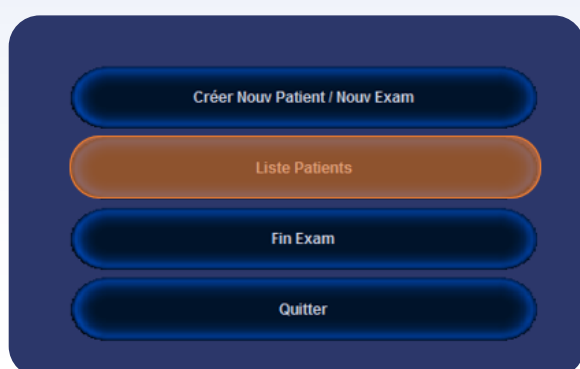 Créer Nouv Patient / Nouv Exam
Liste Patients
Fin Exam
Quitter